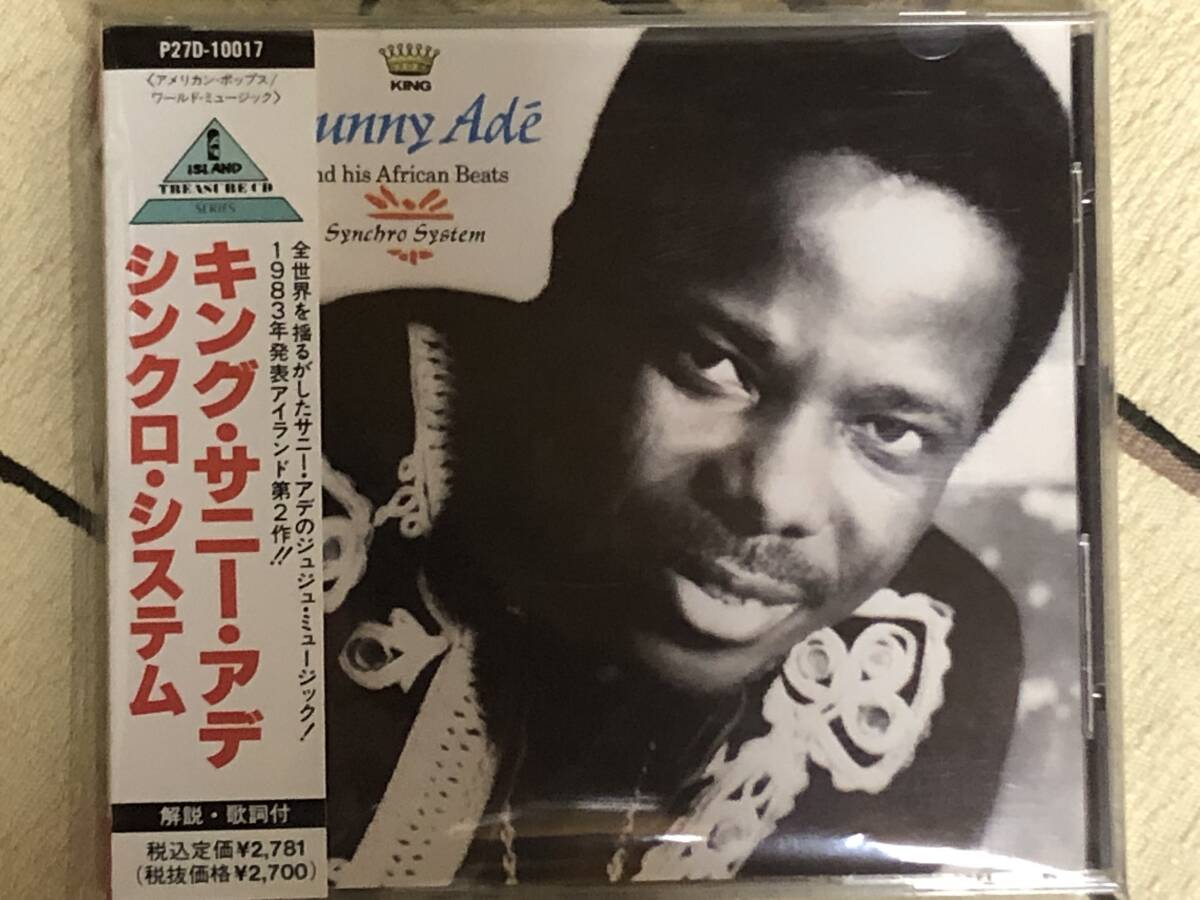 P27D-10017
〈アメリカン・ポップス/
ワールド・ミュージック〉
ISLAND
TREASURE CD
SERIES
キング・サニー・アデ
シンクロ・システム
全世界を揺るがしたサニー・アデのジュジュ・ミュージック!
1983年発表アイランド第2作!!
解説・歌詞付
税込定価¥2,781
(税抜価格¥2,700)
KING
unny Adé
nd his African Beats
Synchro System